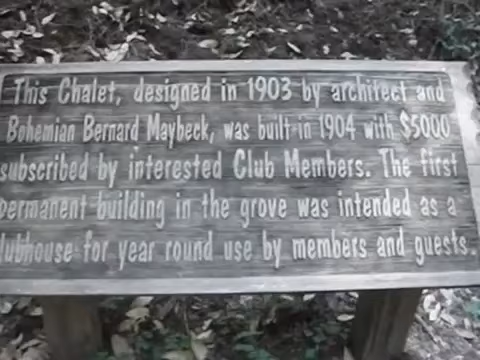 This Chalet, designed in 1903 by architect and
Bohemian Bernard Maybeck, was built in 1904 with $5000
subscribed by interested Club Members. The first
permanent building in the grove was intended as a
clubhouse for year round use by members and guests.